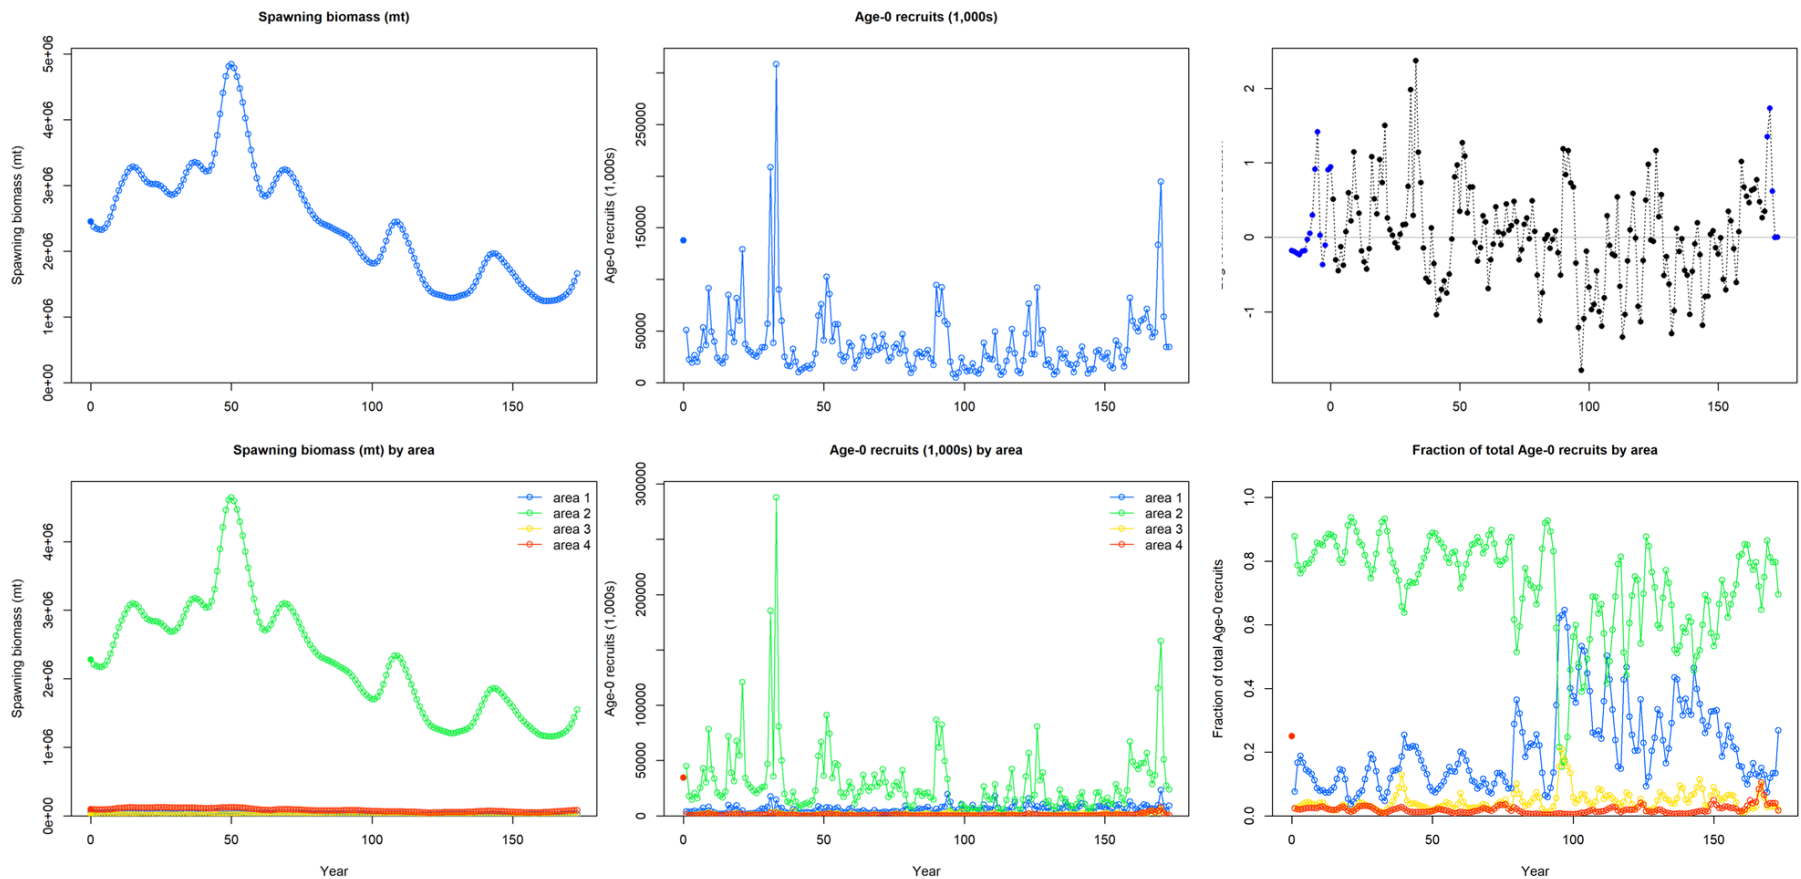 Spawning biomass (mt)
Age-0 recruits (1,000s)
Spawning biomass (mt)
0e+00 1e+06 2e+06 3e+06 4e+06 5e+06
0 50 100 150
Age-0 recruits (1,000s)
0 50000 150000 250000
0 50 100 150
-1 0 1 2
0 50 100 150
Spawning biomass (mt) by area
Age-0 recruits (1,000s) by area
Fraction of total Age-0 recruits by area
Spawning biomass (mt)
0e+00 1e+06 2e+06 3e+06 4e+06
area 1
area 2
area 3
area 4
0 50 100 150
Year
Age-0 recruits (1,000s)
0 50000 100000 200000 300000
area 1
area 2
area 3
area 4
0 50 100 150
Year
Fraction of total Age-0 recruits
0.0 0.2 0.4 0.6 0.8 1.0
0 50 100 150
Year